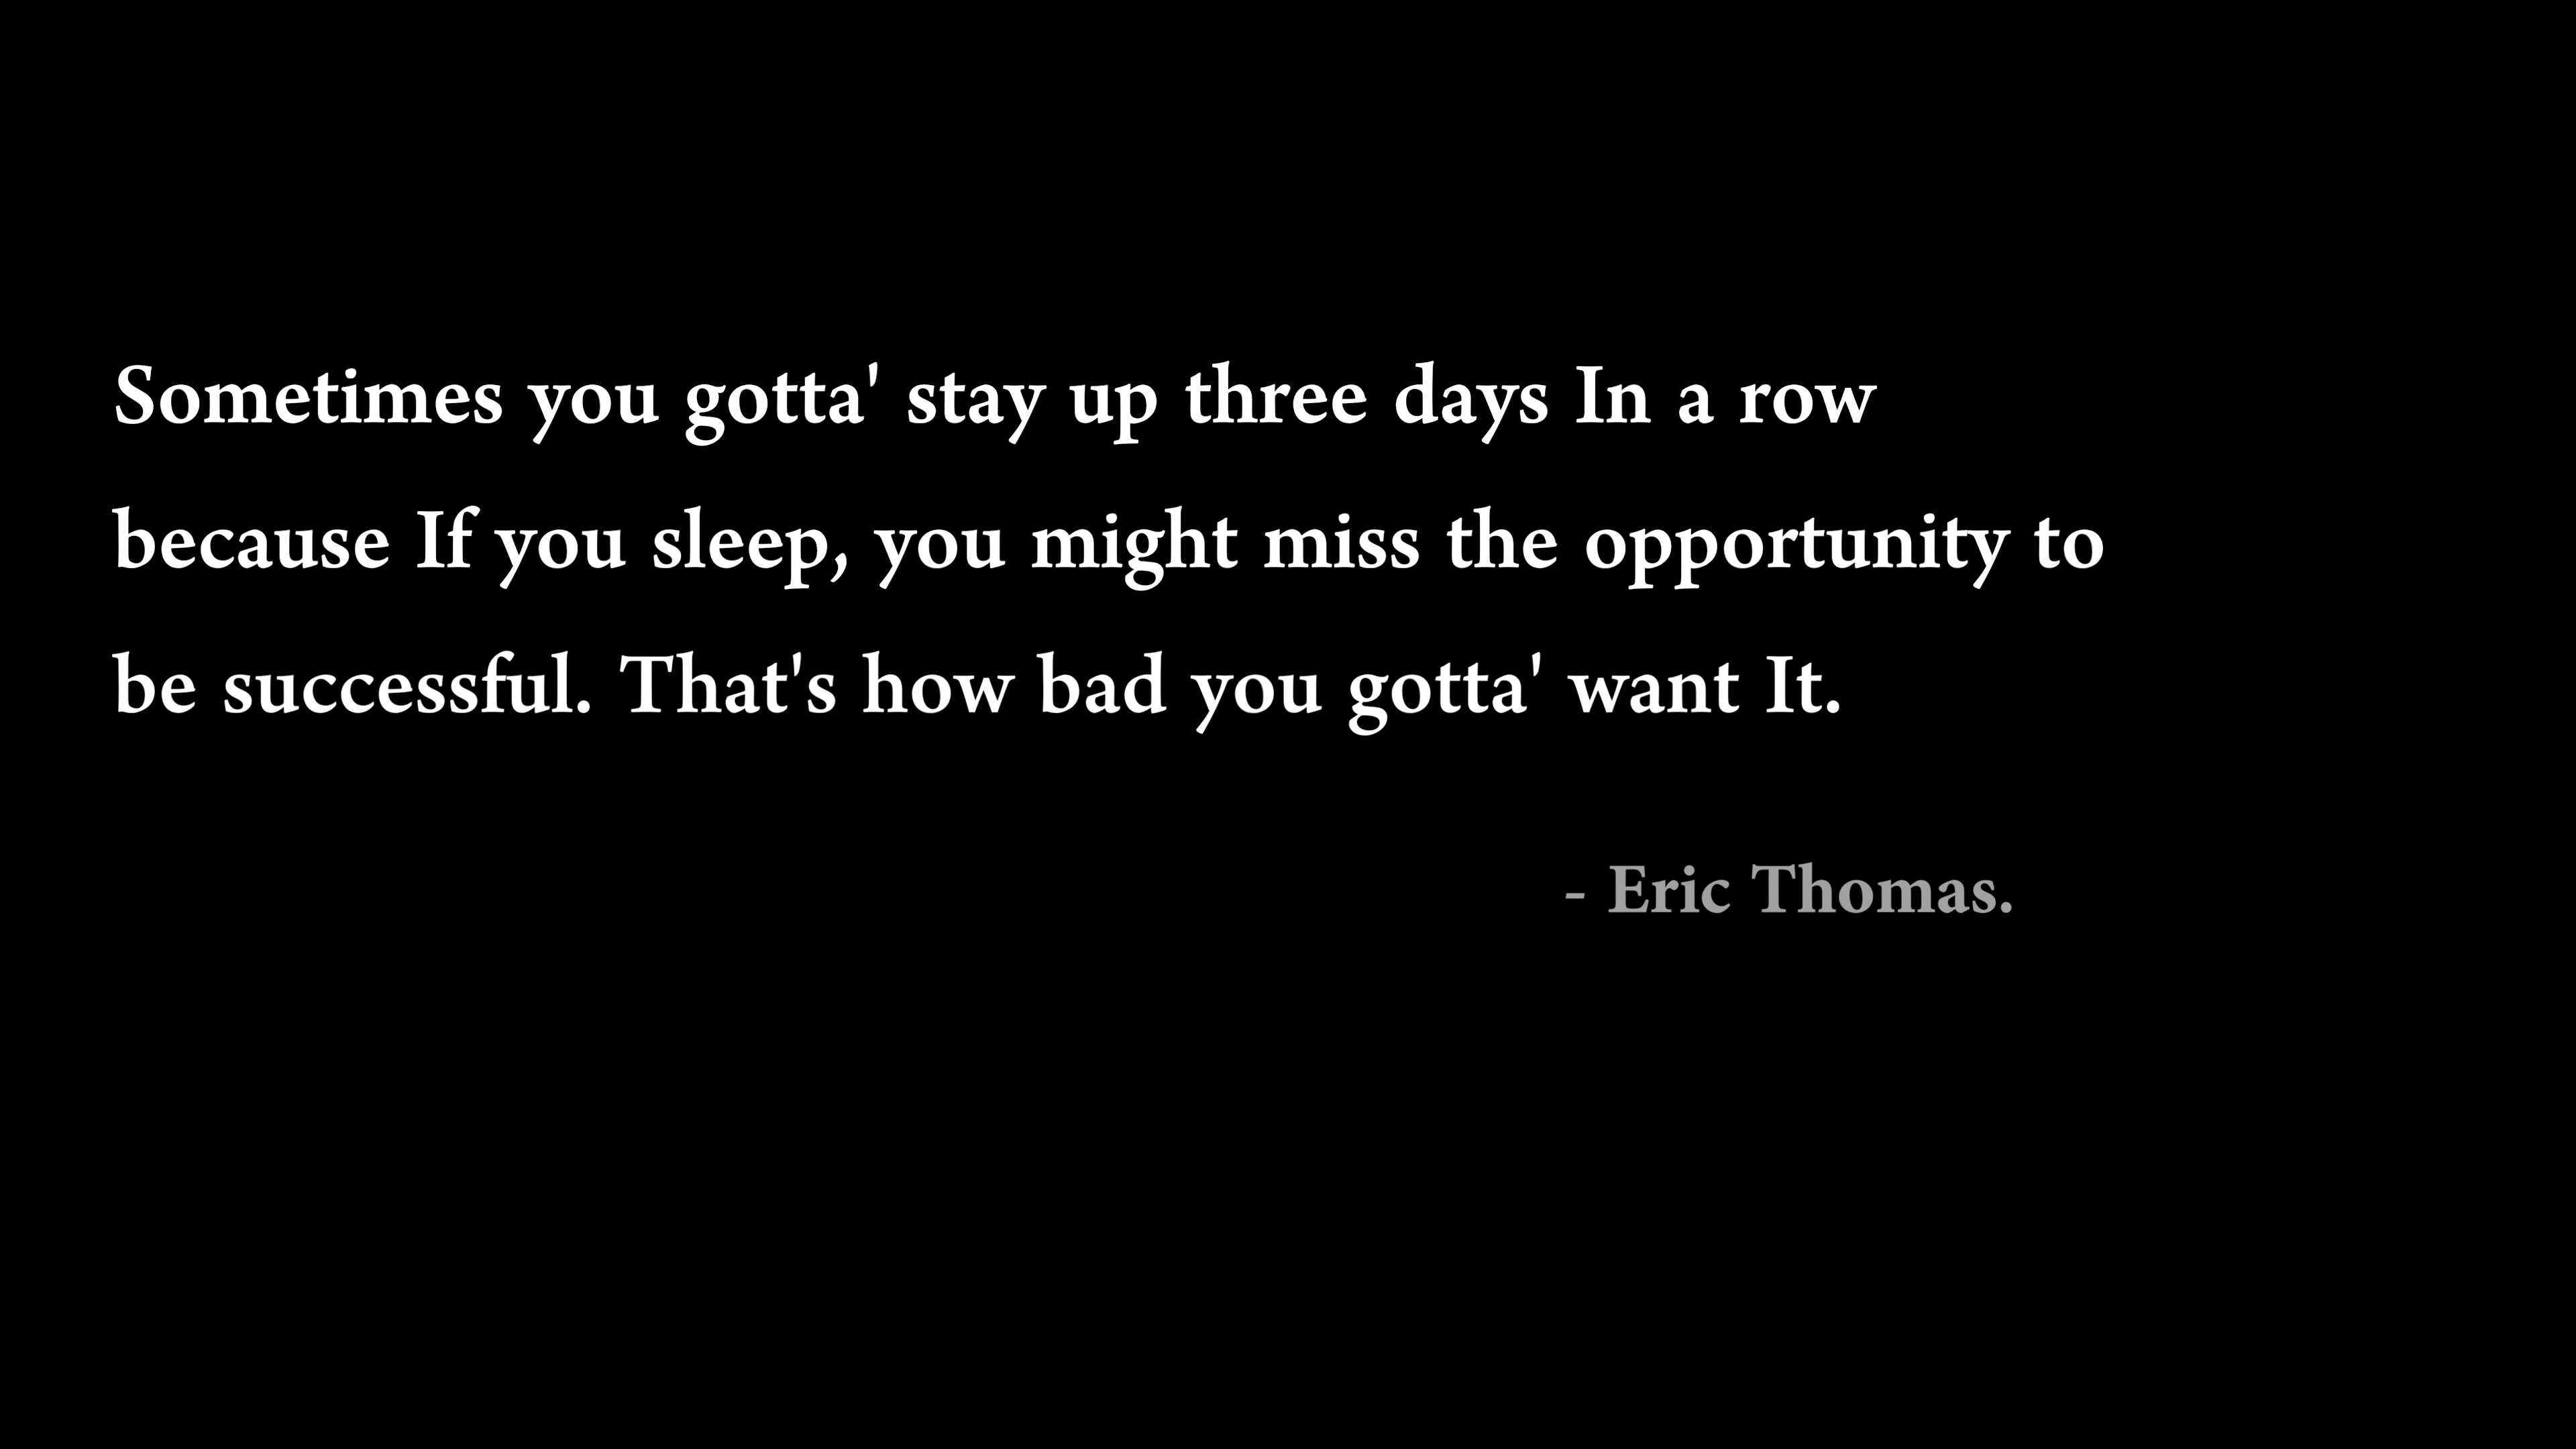 Sometimes you gotta' stay up three days In a row
because If you sleep, you might miss the opportunity to
be successful. That's how bad you gotta' want It.
- Eric Thomas.